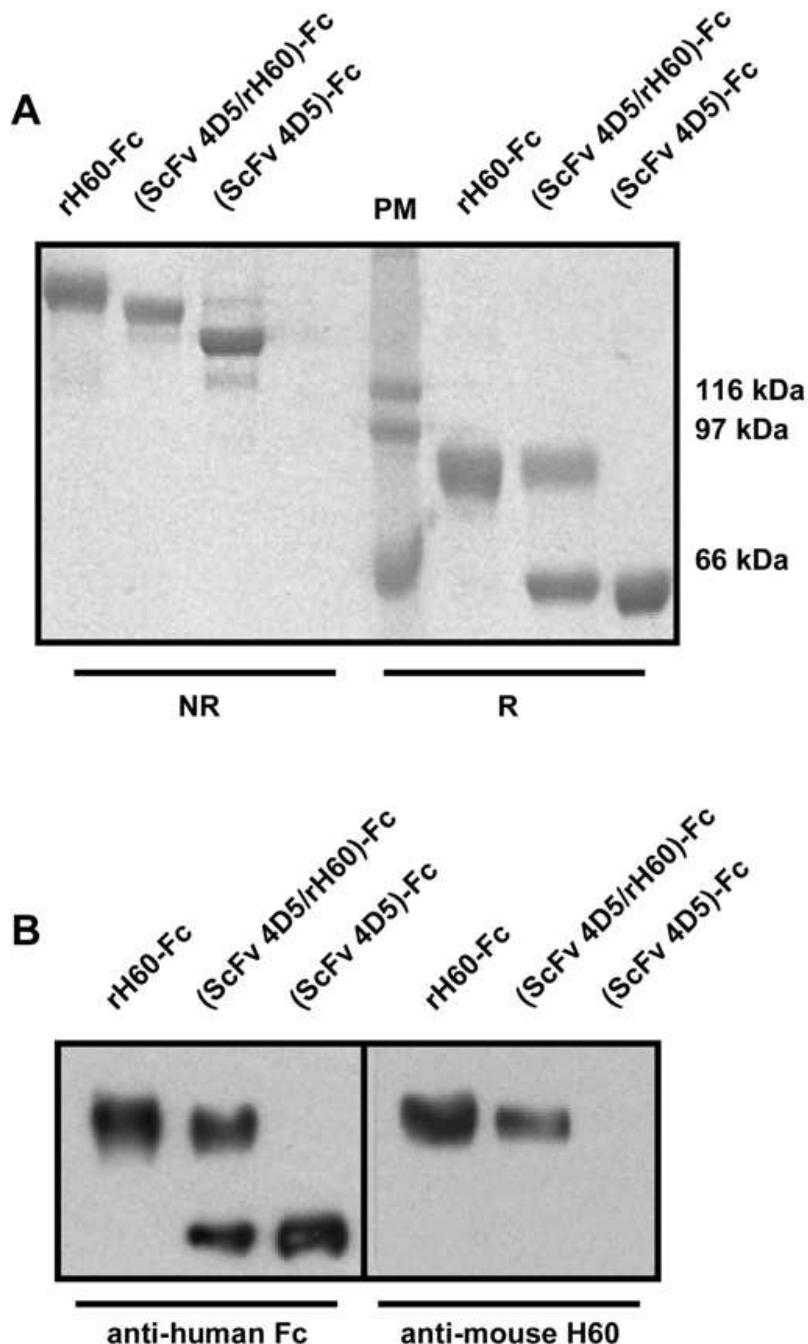 A
rH60-Fc
(ScFv 4D5/rH60)-Fc
(ScFv 4D5)-Fc
PM
rH60-Fc
(ScFv 4D5/rH60)-Fc
(ScFv 4D5)-Fc
116 kDa
97 kDa
66 kDa
NR
R
B
rH60-Fc
(ScFv 4D5/rH60)-Fc
(ScFv 4D5)-Fc
rH60-Fc
(ScFv 4D5/rH60)-Fc
(ScFv 4D5)-Fc
anti-human Fc
anti-mouse H60